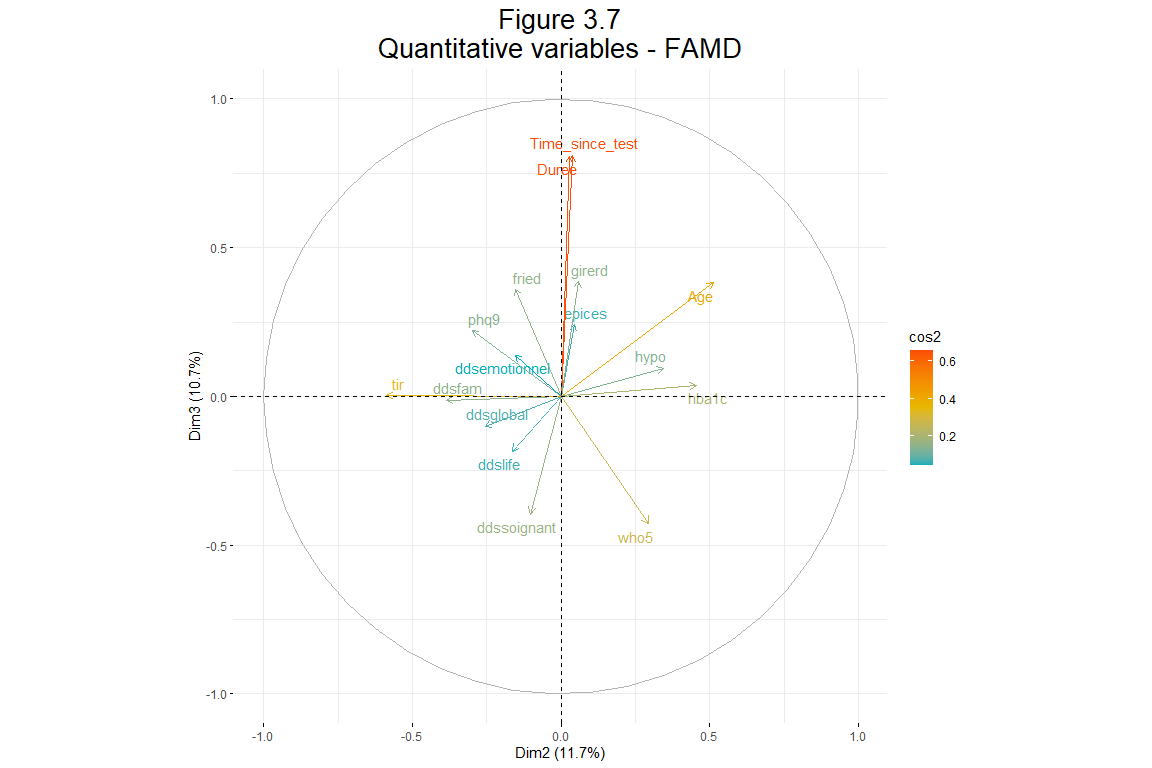 Figure 3.7
Quantitative variables - FAMD
1.0
0.5
0.0
-0.5
-1.0
Dim3 (10.7%)
Time_since_test
Duree
girerd
fried
Age
epices
phq9
hypo
ddsemotionnel
tir
ddsfam
hba1c
ddsglobal
ddslife
ddssoignant
who5
-1.0
-0.5
0.0
0.5
1.0
Dim2 (11.7%)
cos2
0.6
0.4
0.2